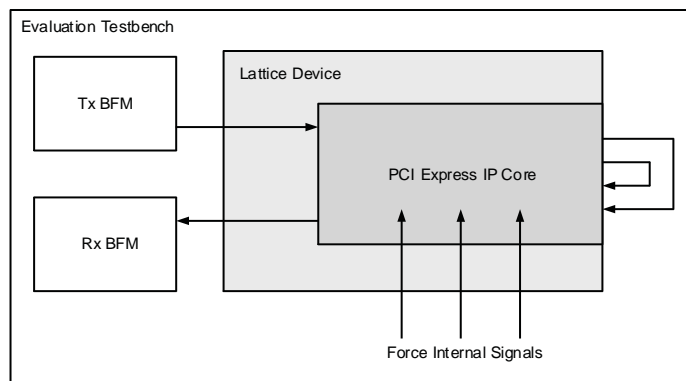 Evaluation Testbench
Lattice Device
Tx BFM
PCI Express IP Core
Rx BFM
Force Internal Signals